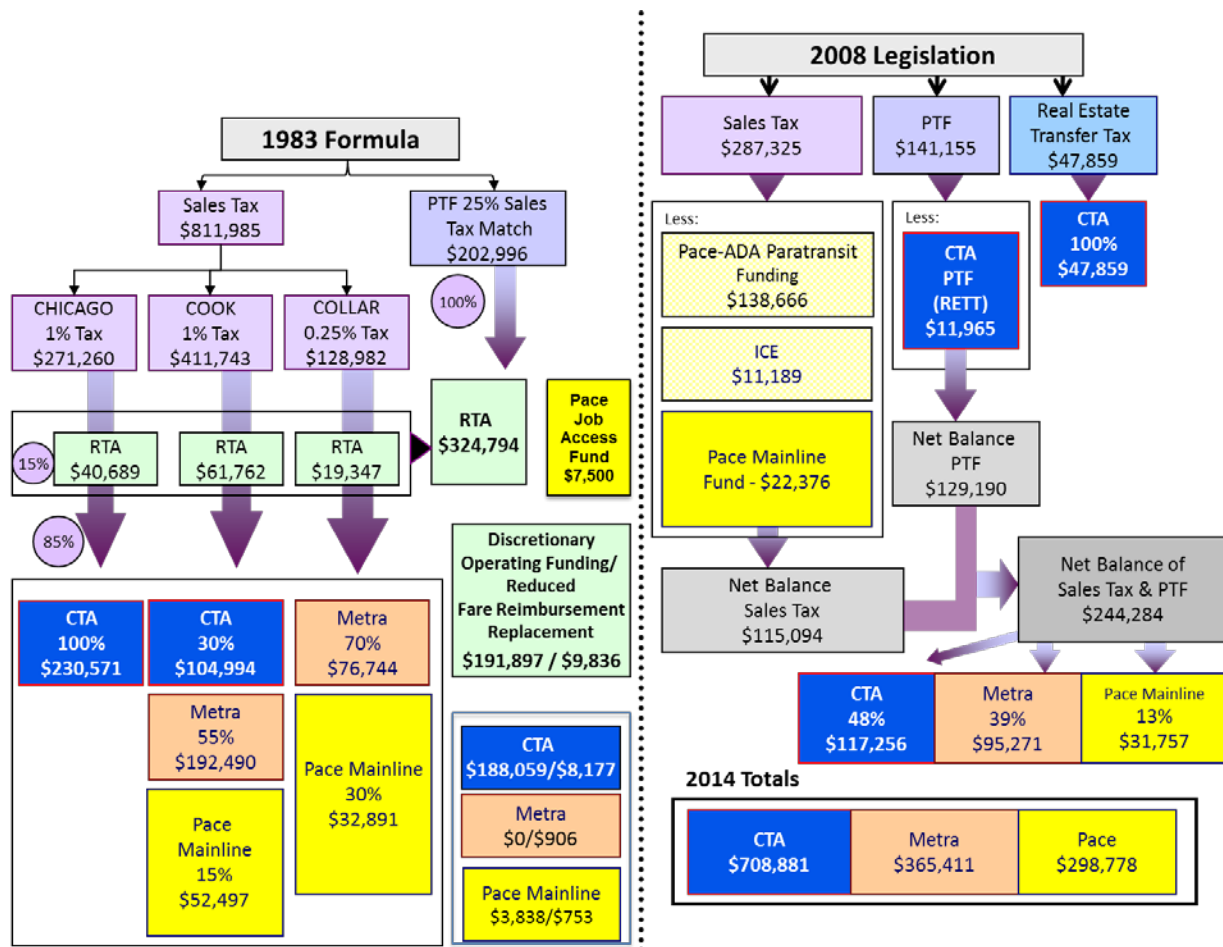 1983 Formula
Sales Tax
$811,985
PTF 25% Sales
Tax Match
$202,996
100%
CHICAGO
1% Tax
$271,260
COOK
1% Tax
$411,743
COLLAR
0.25% Tax
$128,982
15%
RTA
$40,689
RTA
$61,762
RTA
$19,347
RTA
$324,794
Pace
Job
Access
Fund
$7,500
85%
CTA
100%
$230,571
CTA
30%
$104,994
Metra
70%
$76,744
Metra
55%
$192,490
Pace Mainline
30%
$32,891
Pace
Mainline
15%
$52,497
Discretionary
Operating Funding/
Reduced
Fare Reimbursement
Replacement
$191,897 / $9,836
CTA
$188,059/$8,177
Metra
$0/$906
Pace Mainline
$3,838/$753
2008 Legislation
Sales Tax
$287,325
PTF
$141,155
Real Estate
Transfer Tax
$47,859
Less:
Pace-ADA Paratransit
Funding
$138,666
ICE
$11,189
Pace Mainline
Fund - $22,376
Less:
CTA
PTF
(RETT)
$11,965
CTA
100%
$47,859
Net Balance
PTF
$129,190
Net Balance
Sales Tax
$115,094
Net Balance of
Sales Tax & PTF
$244,284
CTA
48%
$117,256
Metra
39%
$95,271
Pace Mainline
13%
$31,757
2014 Totals
CTA
$708,881
Metra
$365,411
Pace
$298,778